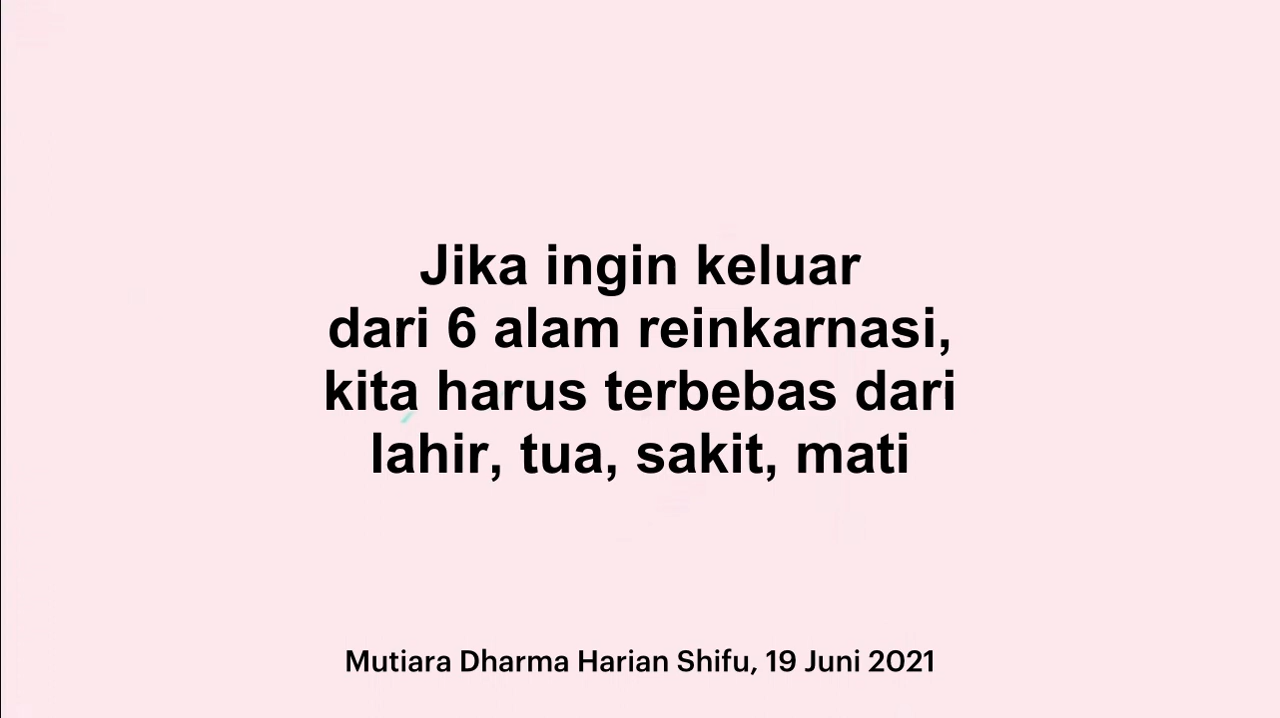 Jika ingin keluar
dari 6 alam reinkarnasi,
kita harus terbebas dari
lahir, tua, sakit, mati
Mutiara Dharma Harian Shifu, 19 Juni 2021